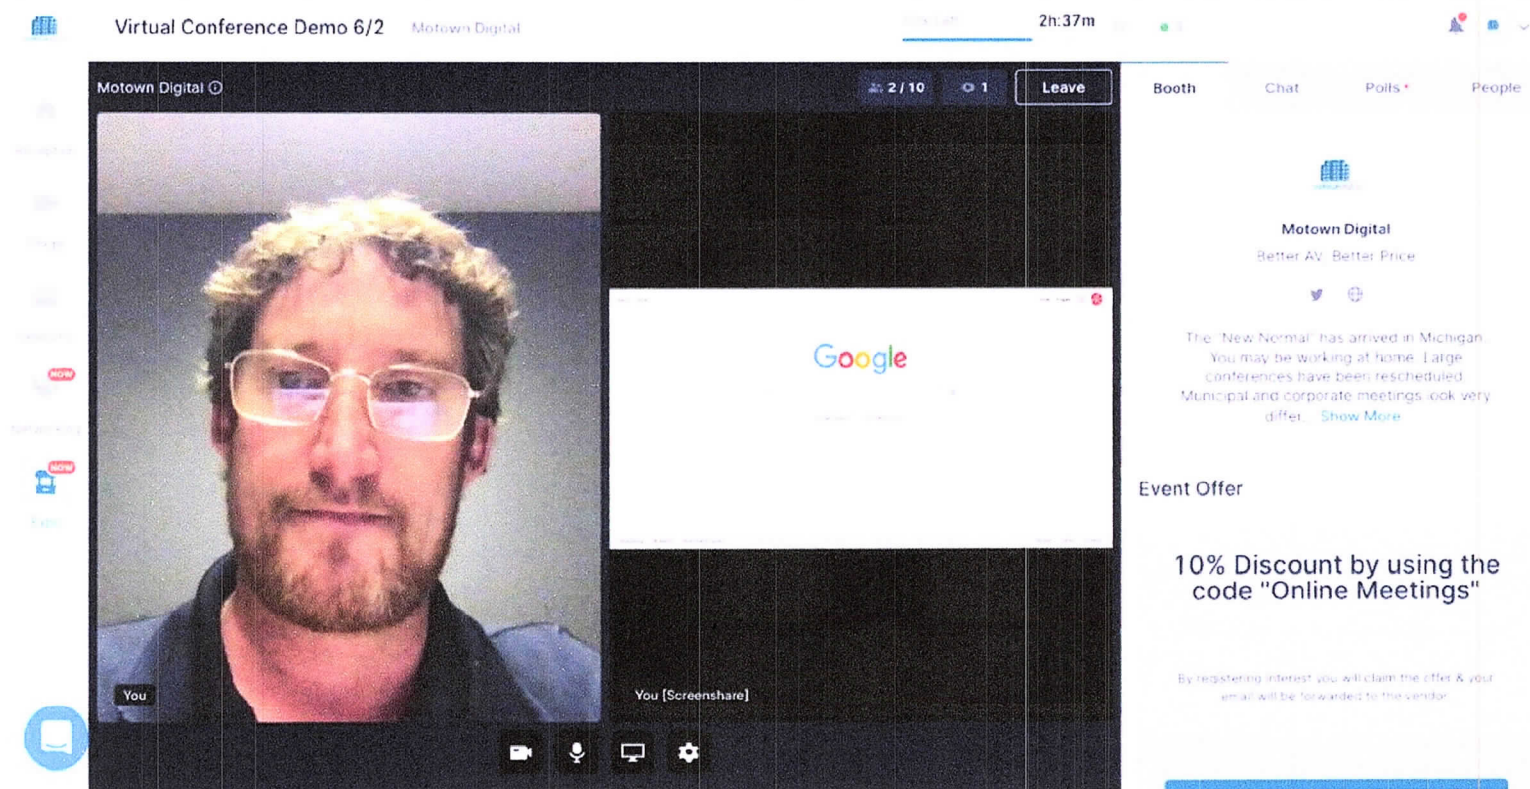 Virtual Conference Demo 6/2
Motown Digital
2h:37m
Motown Digital
2 / 10
1
Leave
Booth
Chat
Polls
People
Google
You
You [Screenshare]
NOW
NOW
Expo
Motown Digital
Better AV. Better Price
The "New Normal" has arrived in Michigan.
You may be working at home. Large
conferences have been rescheduled.
Municipal and corporate meetings look very
differ... Show More
Event Offer
10% Discount by using the
code "Online Meetings"
By registering interest you will claim the offer & your
email will be forwarded to the vendor